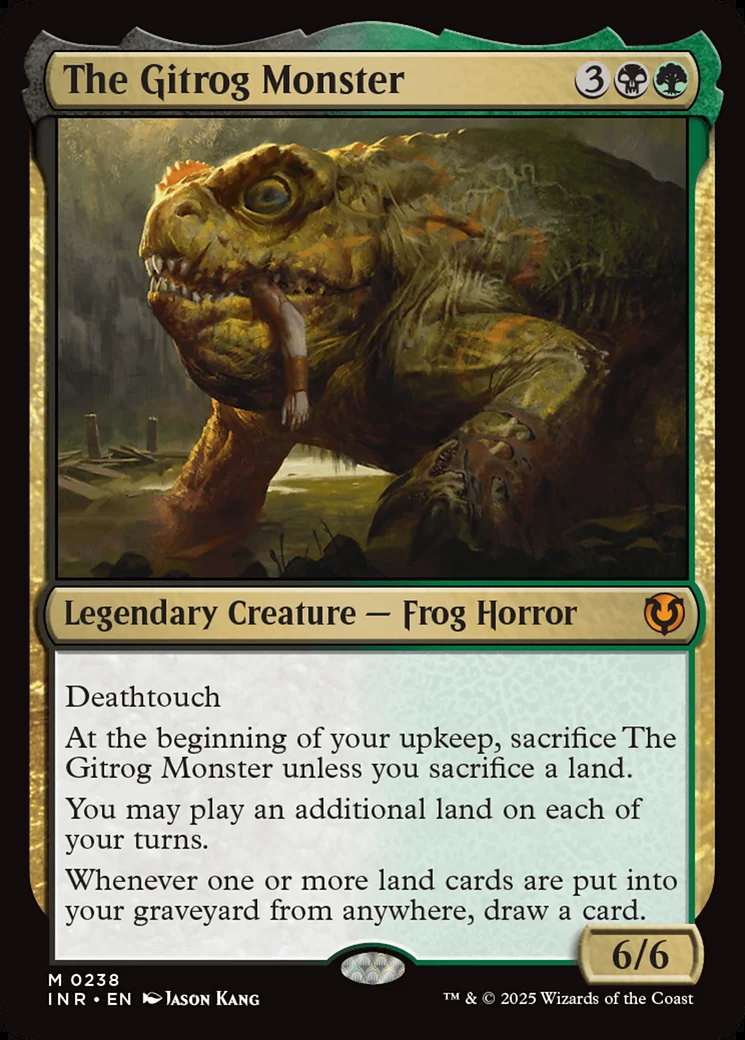 The Gitrog Monster 3
Legendary Creature — Frog Horror
Deathtouch
At the beginning of your upkeep, sacrifice The
Gitrog Monster unless you sacrifice a land.
You may play an additional land on each of
your turns.
Whenever one or more land cards are put into
your graveyard from anywhere, draw a card.
6/6
M 0238
INR • EN Jason Kang
™ & © 2025 Wizards of the Coast